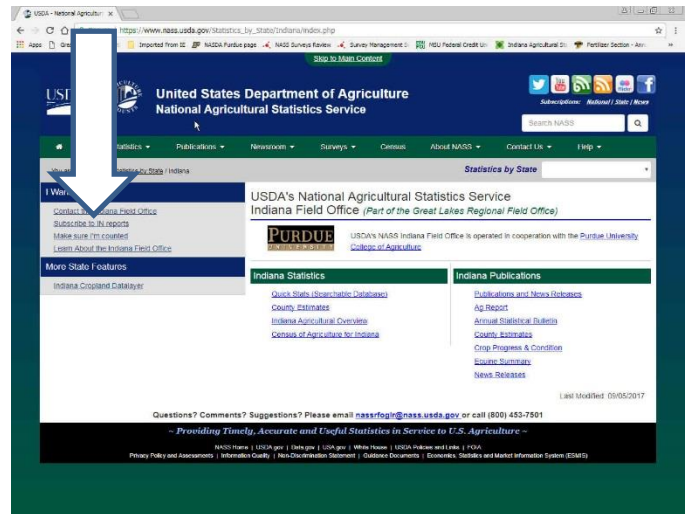 USDA - National Agricultur
https://www.nass.usda.gov/Statistics_by_State/Indiana/index.php
Apps
Imported from IE
NASDA Purdue page
NASS Surveys Review
Survey Management
MSU Federal Credit Uni
Indiana Agricultural St
Fertilizer Section - Ann
Skip to Main Content
United States Department of Agriculture
National Agricultural Statistics Service
Subscriptions: National | State | News
Search NASS
Publications
Newsroom
Surveys
Census
About NASS
Contact Us
Help
Statistics by State / Indiana
Statistics by State
I Wan
Contact the Indiana Field Office
Subscribe to IN reports
Make sure I'm counted
Learn About the Indiana Field Office
More State Features
Indiana Cropland Datalayer
USDA's National Agricultural Statistics Service
Indiana Field Office (Part of the Great Lakes Regional Field Office)
PURDUE
UNIVERSITY
USDA's NASS Indiana Field Office is operated in cooperation with the Purdue University
College of Agriculture
Indiana Statistics
Quick Stats (Searchable Database)
County Estimates
Indiana Agricultural Overview
Census of Agriculture for Indiana
Indiana Publications
Publications and News Releases
Ag Report
Annual Statistical Bulletin
County Estimates
Crop Progress & Condition
Equine Summary
News Releases
Last Modified: 09/05/2017
Questions? Comments? Suggestions? Please email nassrfoglr@nass.usda.gov or call (800) 453-7501
~ Providing Timely, Accurate and Useful Statistics in Service to U.S. Agriculture ~
NASS Home | USDA.gov | Data.gov | USA.gov | White House | USDA Policies and Links | FOIA
Privacy Policy and Assessments | Information Quality | Non-Discrimination Statement | Guidance Documents | Economics, Statistics and Market Information System (ESMIS)